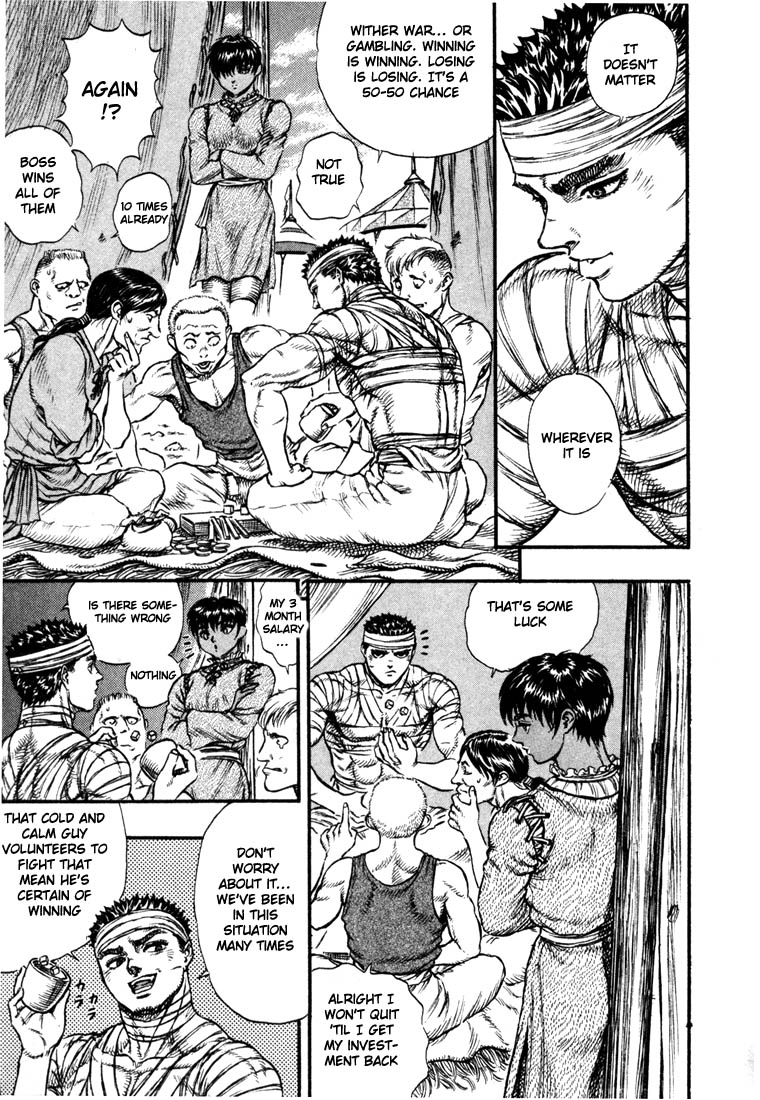 IT
DOESN'T
MATTER
WHEREVER
IT IS
WITHER WAR... OR
GAMBLING. WINNING
IS WINNING. LOSING
IS LOSING. IT'S A
50-50 CHANCE
NOT
TRUE
AGAIN
!?
10 TIMES
ALREADY
BOSS
WINS
ALL OF
THEM
THAT'S SOME
LUCK
ALRIGHT I
WON'T QUIT
'TIL I GET
MY INVEST-
MENT BACK
MY 3
MONTH
SALARY
...
IS THERE SOME-
THING WRONG
NOTHING
DON'T
WORRY
ABOUT IT...
WE'VE BEEN
IN THIS
SITUATION
MANY TIMES
THAT COLD AND
CALM GUY
VOLUNTEERS TO
FIGHT THAT
MEAN HE'S
CERTAIN OF
WINNING
カラ
カラ